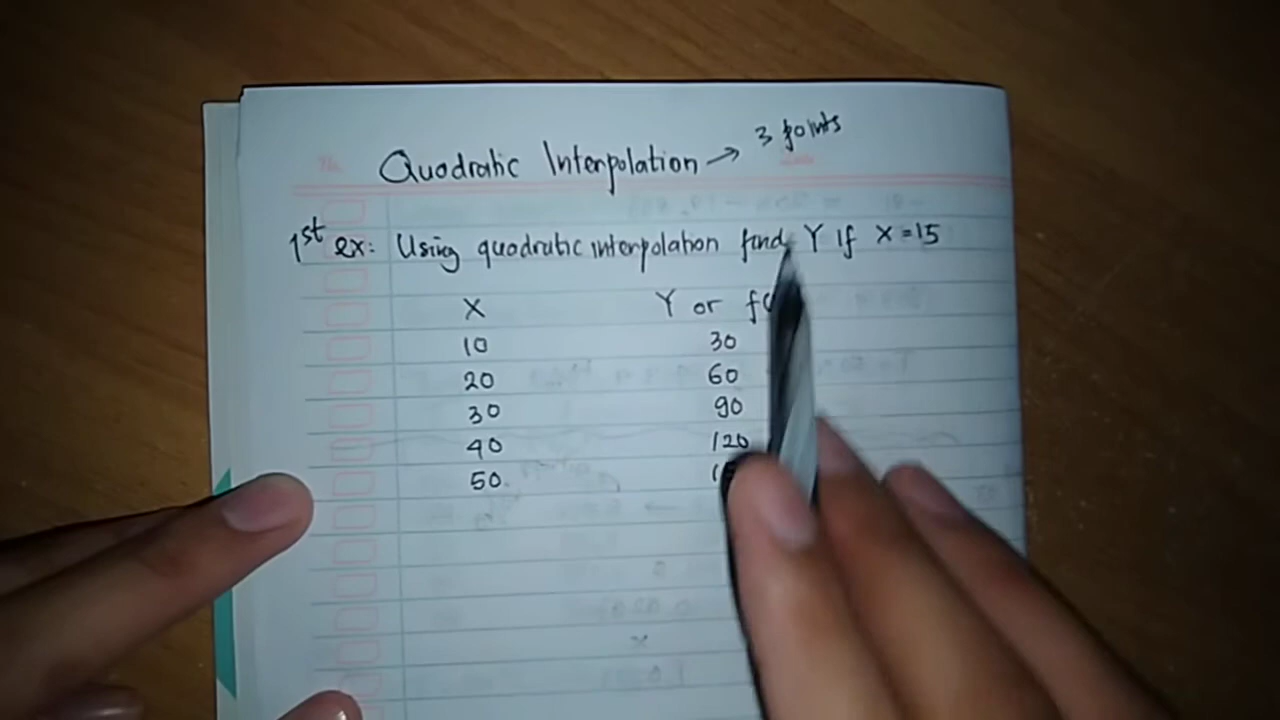 Quadratic Interpolation → 3 points
1st ex: Using quadratic interpolation find Y If X=15
X Y or
10 30
20 60
30 90
40 120
50